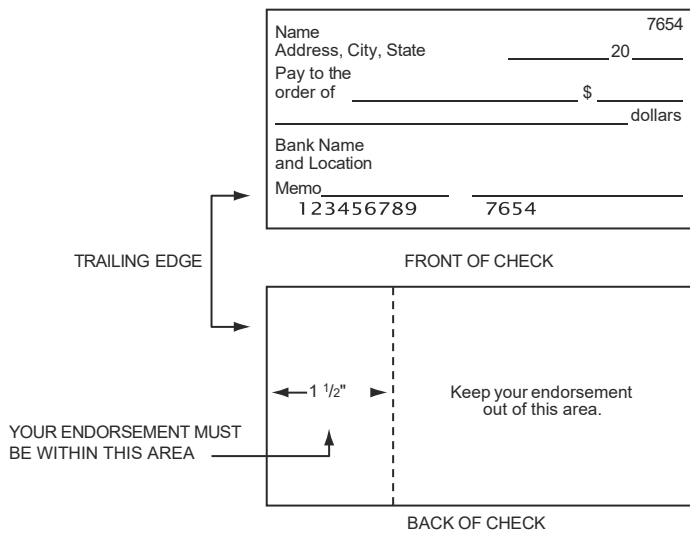 7654
Name
Address, City, State 20
Pay to the
order of $
dollars
Bank Name
and Location
Memo
123456789 7654
TRAILING EDGE
FRONT OF CHECK
1 1/2"
Keep your endorsement
out of this area.
YOUR ENDORSEMENT MUST
BE WITHIN THIS AREA
BACK OF CHECK